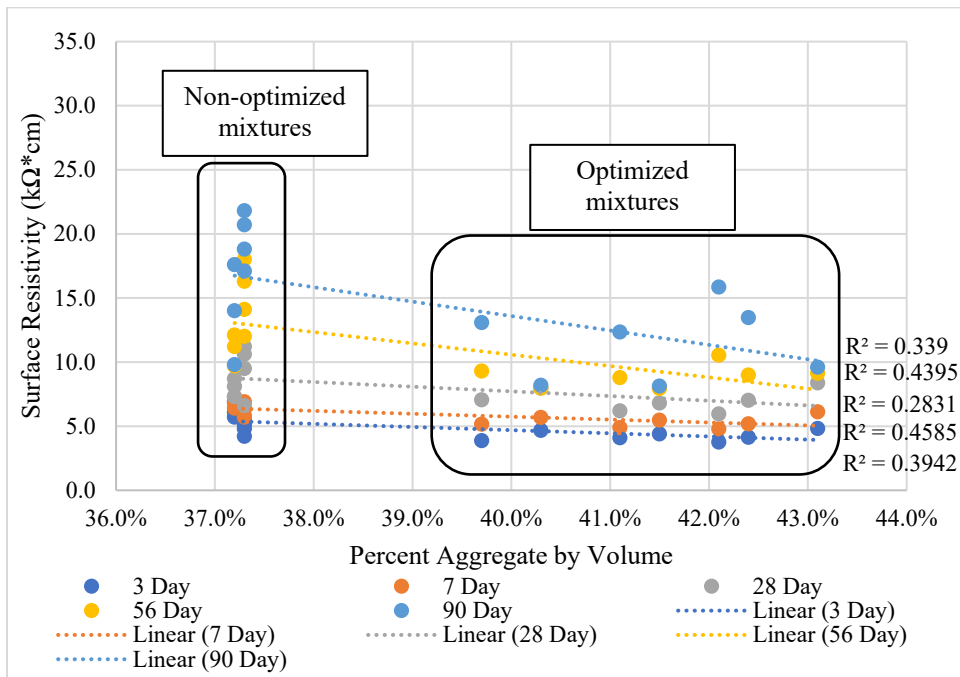 35.0
30.0
25.0
20.0
15.0
10.0
5.0
0.0
Surface Resistivity (kΩ*cm)
Non-optimized
mixtures
Optimized
mixtures
R² = 0.339
R² = 0.4395
R² = 0.2831
R² = 0.4585
R² = 0.3942
36.0% 37.0% 38.0% 39.0% 40.0% 41.0% 42.0% 43.0% 44.0%
Percent Aggregate by Volume
3 Day 7 Day 28 Day
56 Day 90 Day Linear (3 Day)
Linear (7 Day) Linear (28 Day) Linear (56 Day)
Linear (90 Day)